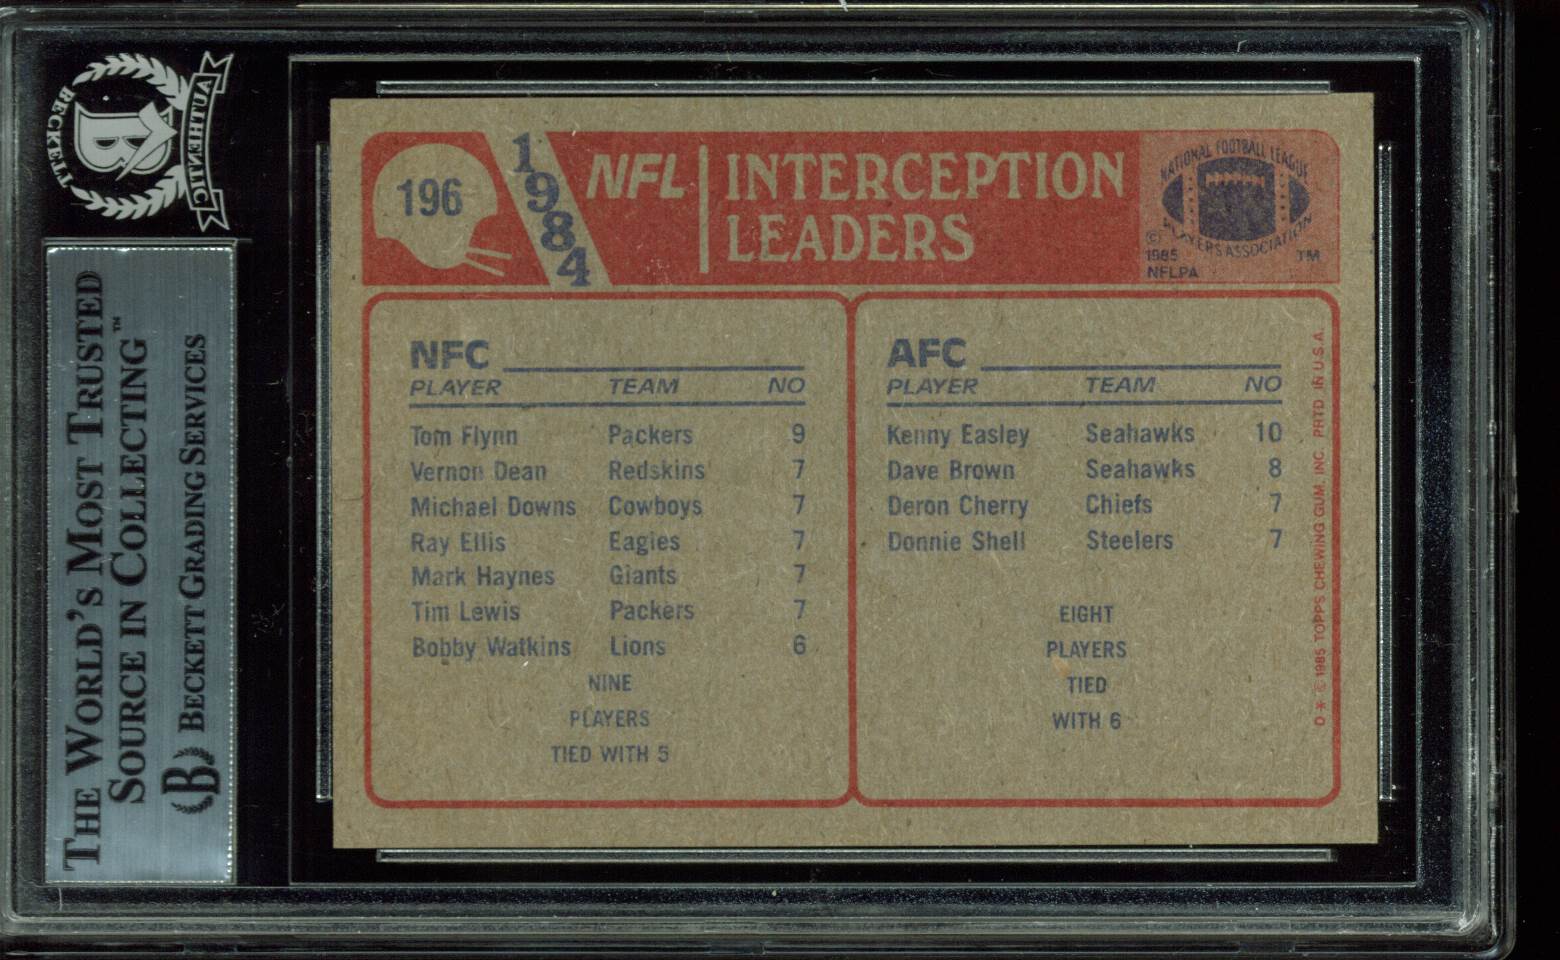 BECKETT
AUTHENTIC
B
THE WORLD'S MOST TRUSTED
SOURCE IN COLLECTING™
B BECKETT GRADING SERVICES
196
1984
NFL
INTERCEPTION
LEADERS
NATIONAL FOOTBALL LEAGUE
PLAYERS ASSOCIATION
© 
1985
NFLPA
TM
NFC
PLAYER TEAM NO
Tom Flynn Packers 9
Vernon Dean Redskins 7
Michael Downs Cowboys 7
Ray Ellis Eagles 7
Mark Haynes Giants 7
Tim Lewis Packers 7
Bobby Watkins Lions 6
NINE
PLAYERS
TIED WITH 5
AFC
PLAYER TEAM NO
Kenny Easley Seahawks 10
Dave Brown Seahawks 8
Deron Cherry Chiefs 7
Donnie Shell Steelers 7
EIGHT
PLAYERS
TIED
WITH 6
D * © 1985 TOPPS CHEWING GUM, INC. PRTD. IN U.S.A.